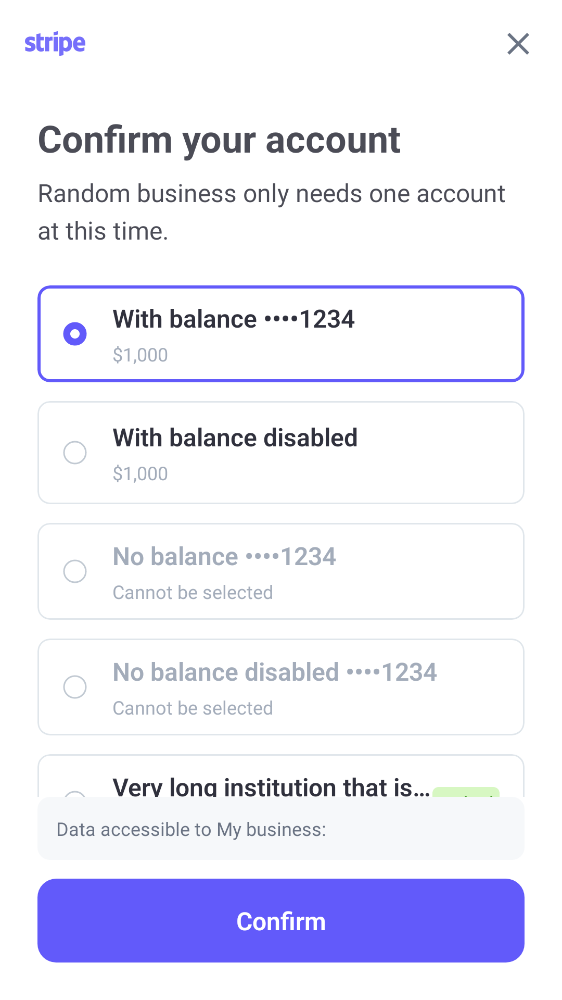 stripe
Confirm your account
Random business only needs one account
at this time.
With balance ••••1234
$1,000
With balance disabled
$1,000
No balance ••••1234
Cannot be selected
No balance disabled ••••1234
Cannot be selected
Very long institution that is...
Data accessible to My business:
Confirm